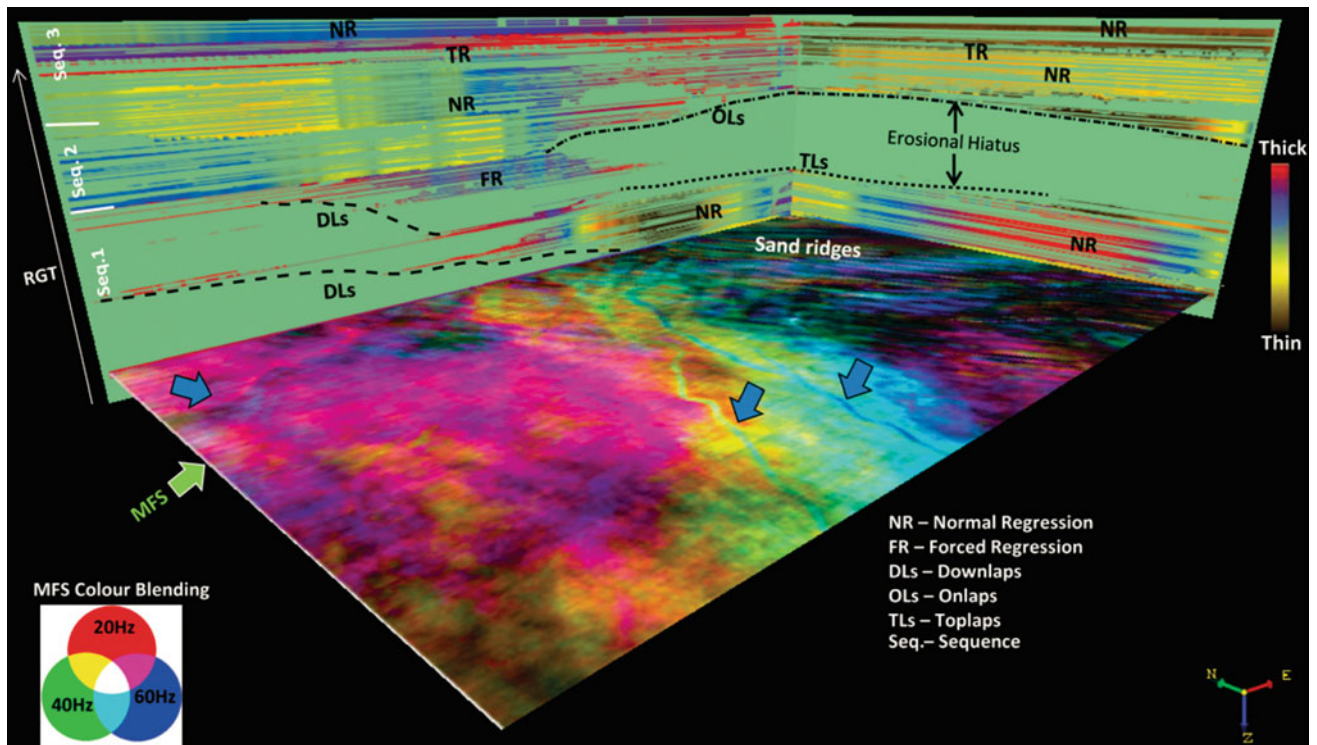 NR
NR
Seq. 3
TR
TR
NR
NR
OLs
Erosional Hiatus
Thick
Seq. 2
FR
TLs
DLs
NR
NR
Sand ridges
RGT
Seq.1
DLs
Thin
MFS
NR – Normal Regression
FR – Forced Regression
DLs – Downlaps
OLs – Onlaps
TLs – Toplaps
Seq.– Sequence
MFS Colour Blending
20Hz
40Hz
60Hz
N
E
Z